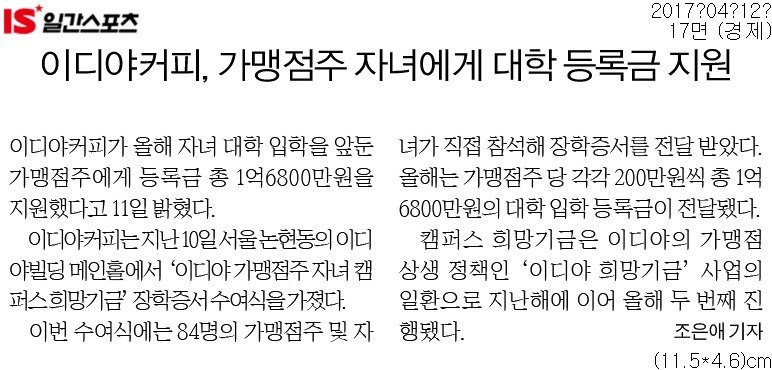 IS 일간스포츠
2017?04?12?
17면 (경제)
이디야커피, 가맹점주 자녀에게 대학 등록금 지원
이디야커피가 올해 자녀 대학 입학을 앞둔
가맹점주에게 등록금 총 1억6800만원을
지원했다고 11일 밝혔다.
이디야커피는 지난 10일 서울 논현동의 이디
야빌딩 메인홀에서 ‘이디야 가맹점주 자녀 캠
퍼스 희망기금’ 장학증서 수여식을 가졌다.
이번 수여식에는 84명의 가맹점주 및 자
녀가 직접 참석해 장학증서를 전달 받았다.
올해는 가맹점주 당 각각 200만원씩 총 1억
6800만원의 대학 입학 등록금이 전달됐다.
캠퍼스 희망기금은 이디야의 가맹점
상생 정책인 ‘이디야 희망기금’ 사업의
일환으로 지난해에 이어 올해 두 번째 진
행됐다. 조은애 기자
(11.5*4.6)cm